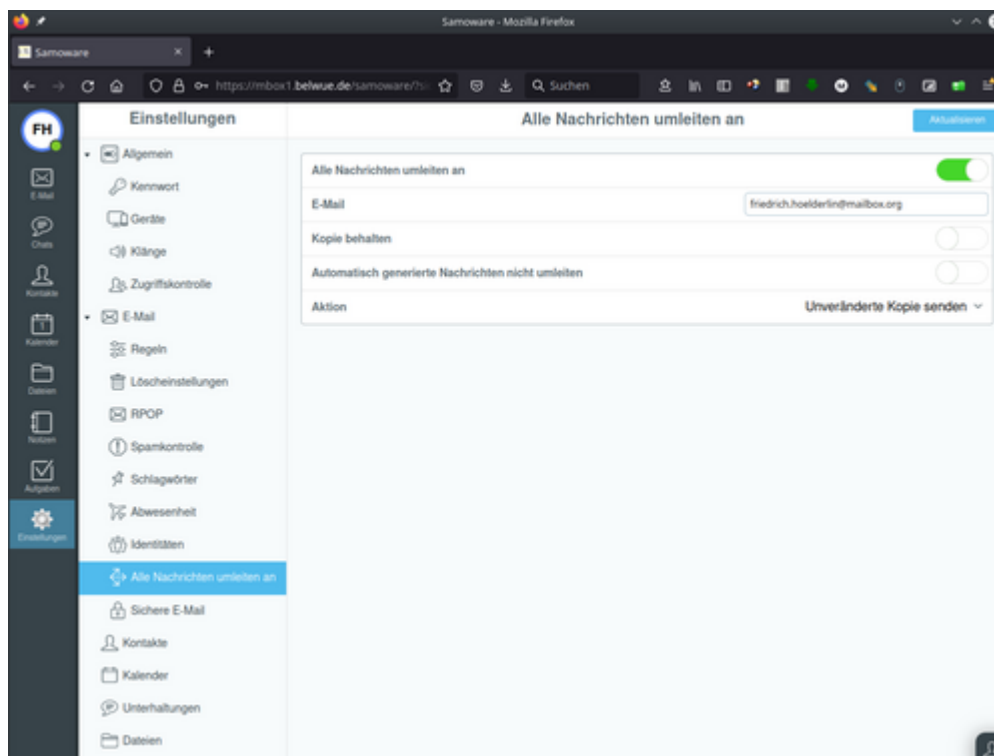 Samoware - Mozilla Firefox
Samoware
https://mbox1.belwue.de/samoware/?s
Suchen
FH
E-Mail
Chats
Kontakte
Kalender
Dateien
Notizen
Aufgaben
Einstellungen
Einstellungen
Allgemein
Kennwort
Geräte
Klänge
Zugriffskontrolle
E-Mail
Regeln
Löscheinstellungen
RPOP
Spamkontrolle
Schlagwörter
Abwesenheit
Identitäten
Alle Nachrichten umleiten an
Sichere E-Mail
Kontakte
Kalender
Unterhaltungen
Dateien
Alle Nachrichten umleiten an
Aktualisieren
Alle Nachrichten umleiten an
E-Mail friedrich.hoelderlin@mailbox.org
Kopie behalten
Automatisch generierte Nachrichten nicht umleiten
Aktion Unveränderte Kopie senden